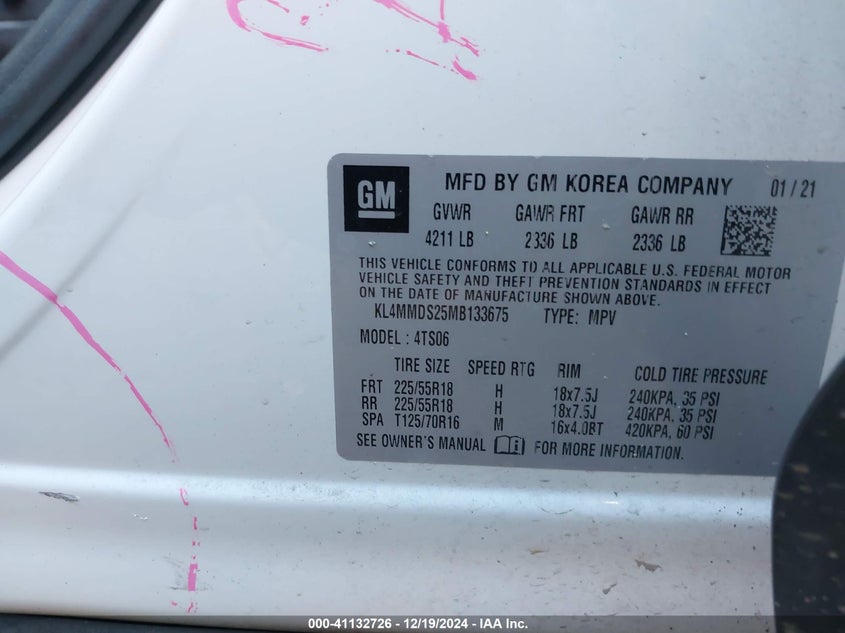 GM
MFD BY GM KOREA COMPANY 01 / 21
GVWR GAWR FRT GAWR RR
4211 LB 2336 LB 2336 LB
THIS VEHICLE CONFORMS TO ALL APPLICABLE U.S. FEDERAL MOTOR
VEHICLE SAFETY AND THEFT PREVENTION STANDARDS IN EFFECT
ON THE DATE OF MANUFACTURE SHOWN ABOVE.
KL4MMDS25MB133675 TYPE: MPV
MODEL : 4TS06
TIRE SIZE SPEED RTG RIM COLD TIRE PRESSURE
FRT 225/55R18 H 18x7.5J 240KPA, 35 PSI
RR 225/55R18 H 18x7.5J 240KPA, 35 PSI
SPA T125/70R16 M 16x4.0BT 420KPA, 60 PSI
SEE OWNER'S MANUAL FOR MORE INFORMATION.
000-41132726 - 12/19/2024 - IAA Inc.